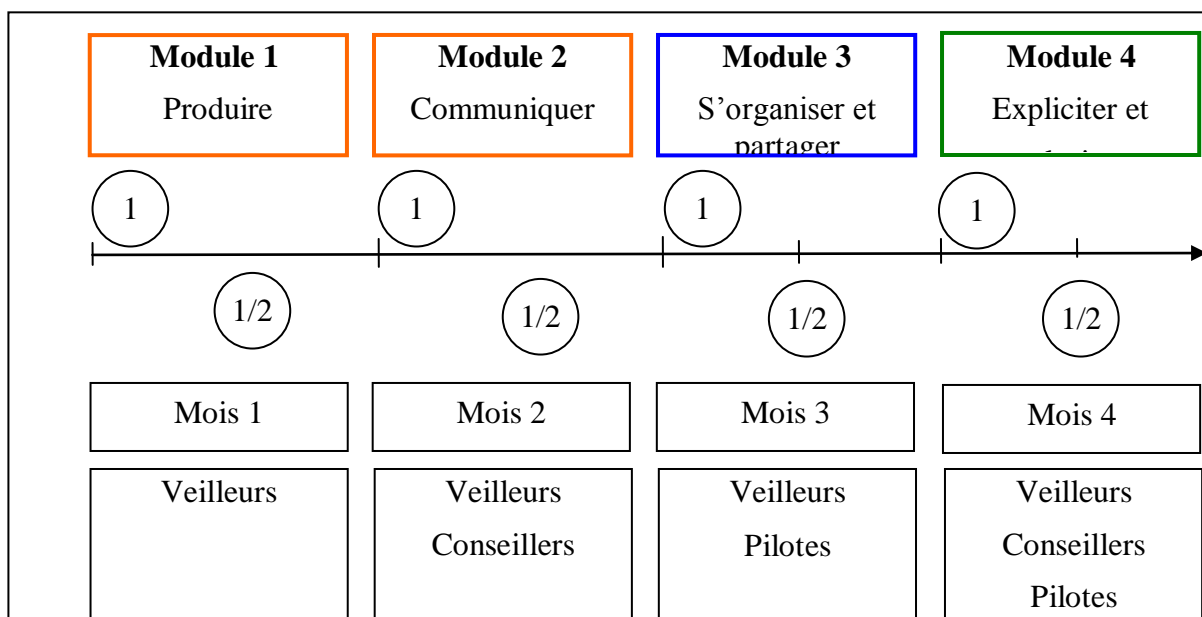 Module 1
Produire
Module 2
Communiquer
Module 3
S’organiser et
partager
Module 4
Expliciter et
1
1
1
1
1/2
1/2
1/2
1/2
Mois 1
Mois 2
Mois 3
Mois 4
Veilleurs
Veilleurs
Conseillers
Veilleurs
Pilotes
Veilleurs
Conseillers
Pilotes